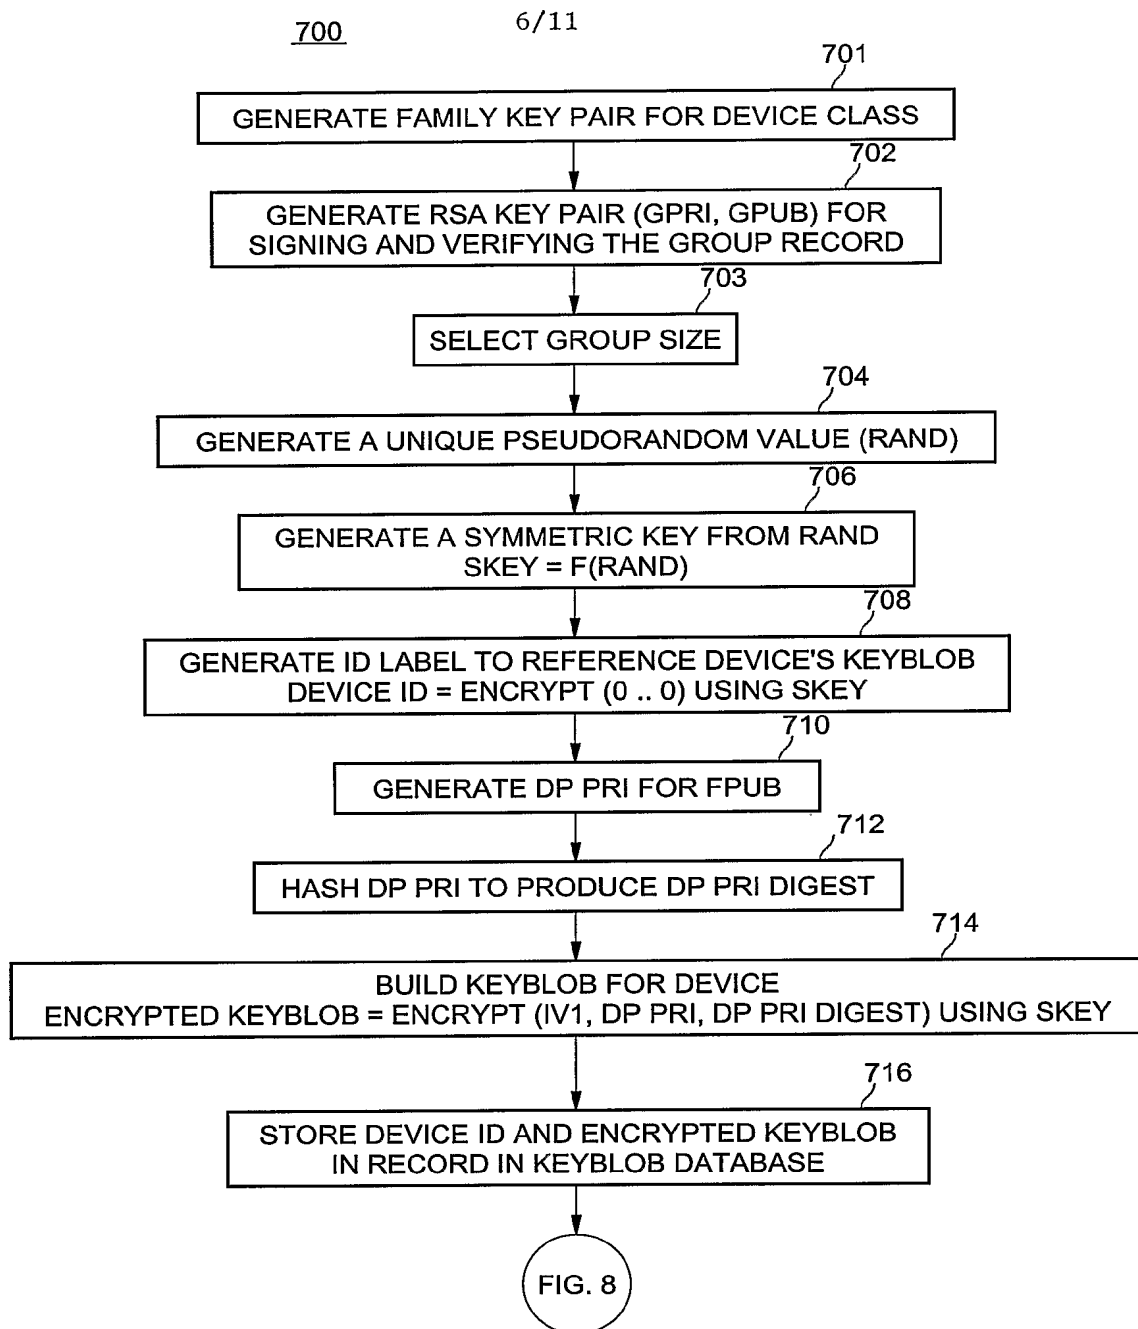 6/11
700
701
GENERATE FAMILY KEY PAIR FOR DEVICE CLASS
702
GENERATE RSA KEY PAIR (GPRI, GPUB) FOR
SIGNING AND VERIFYING THE GROUP RECORD
703
SELECT GROUP SIZE
704
GENERATE A UNIQUE PSEUDORANDOM VALUE (RAND)
706
GENERATE A SYMMETRIC KEY FROM RAND
SKEY = F(RAND)
708
GENERATE ID LABEL TO REFERENCE DEVICE'S KEYBLOB
DEVICE ID = ENCRYPT (0 .. 0) USING SKEY
710
GENERATE DP PRI FOR FPUB
712
HASH DP PRI TO PRODUCE DP PRI DIGEST
714
BUILD KEYBLOB FOR DEVICE
ENCRYPTED KEYBLOB = ENCRYPT (IV1, DP PRI, DP PRI DIGEST) USING SKEY
716
STORE DEVICE ID AND ENCRYPTED KEYBLOB
IN RECORD IN KEYBLOB DATABASE
FIG. 8